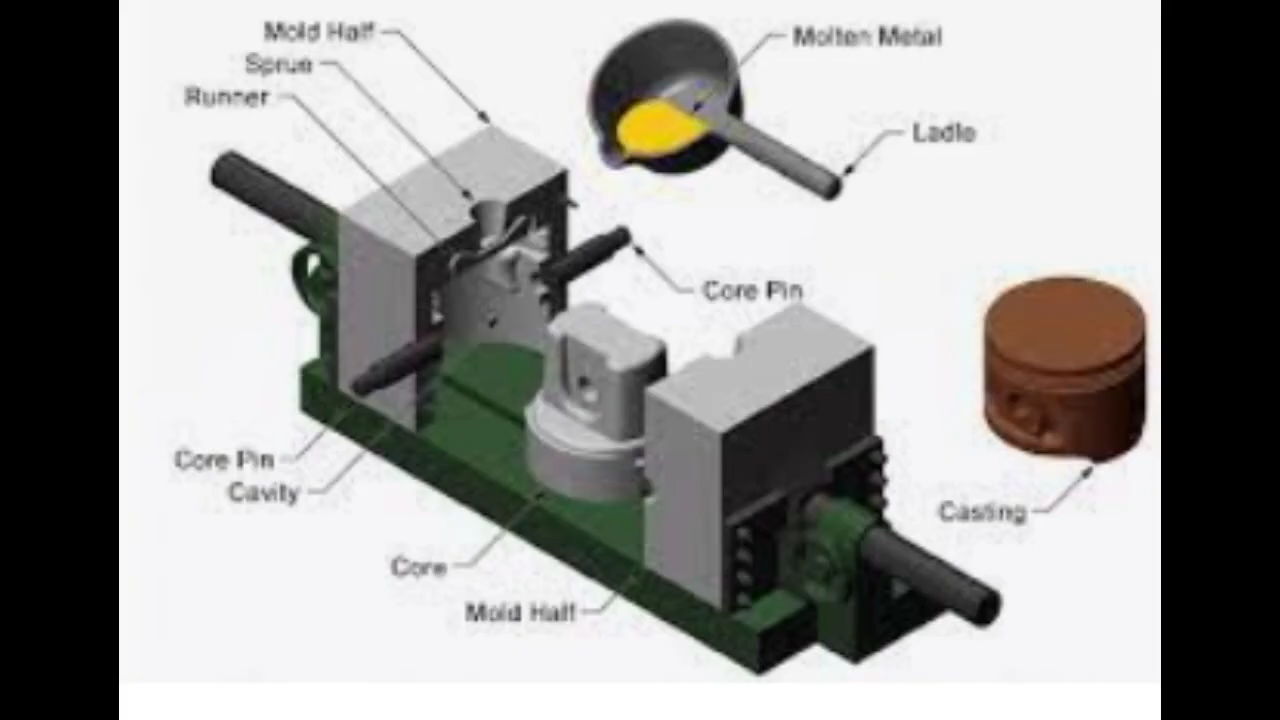 Mold Half
Sprue
Runner
Molten Metal
Ladle
Core Pin
Core Pin
Cavity
Casting
Core
Mold Half